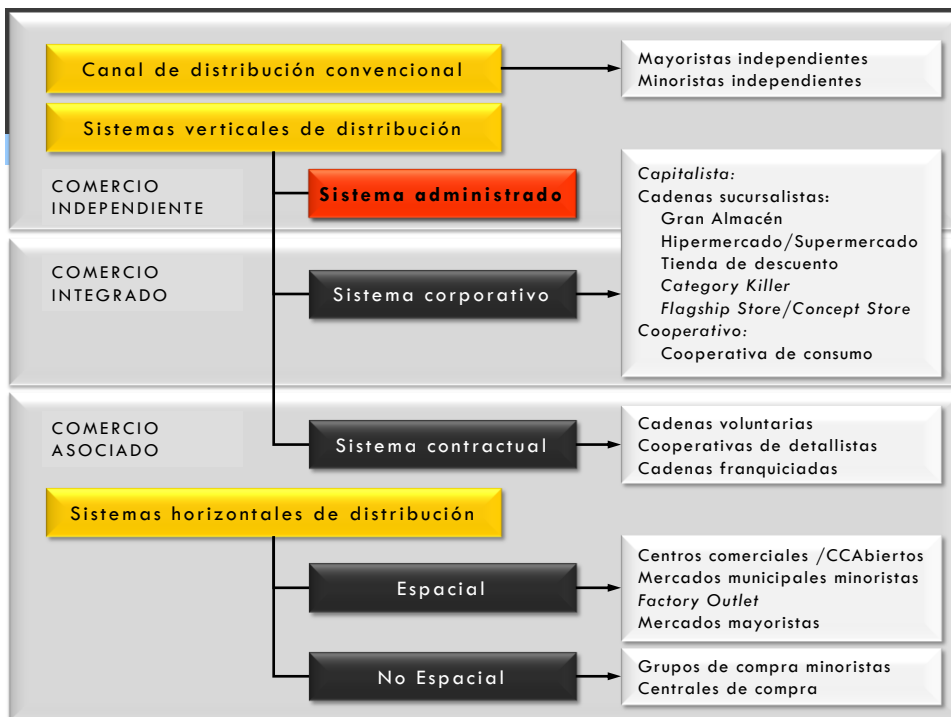 Canal de distribución convencional
Mayoristas independientes
Minoristas independientes
Sistemas verticales de distribución
COMERCIO
INDEPENDIENTE
Sistema administrado
Capitalista:
Cadenas sucursalistas:
Gran Almacén
Hipermercado/Supermercado
Tienda de descuento
Category Killer
Flagship Store/Concept Store
Cooperativo:
Cooperativa de consumo
COMERCIO
INTEGRADO
Sistema corporativo
COMERCIO
ASOCIADO
Sistema contractual
Cadenas voluntarias
Cooperativas de detallistas
Cadenas franquiciadas
Sistemas horizontales de distribución
Espacial
Centros comerciales /CCAbiertos
Mercados municipales minoristas
Factory Outlet
Mercados mayoristas
No Espacial
Grupos de compra minoristas
Centrales de compra